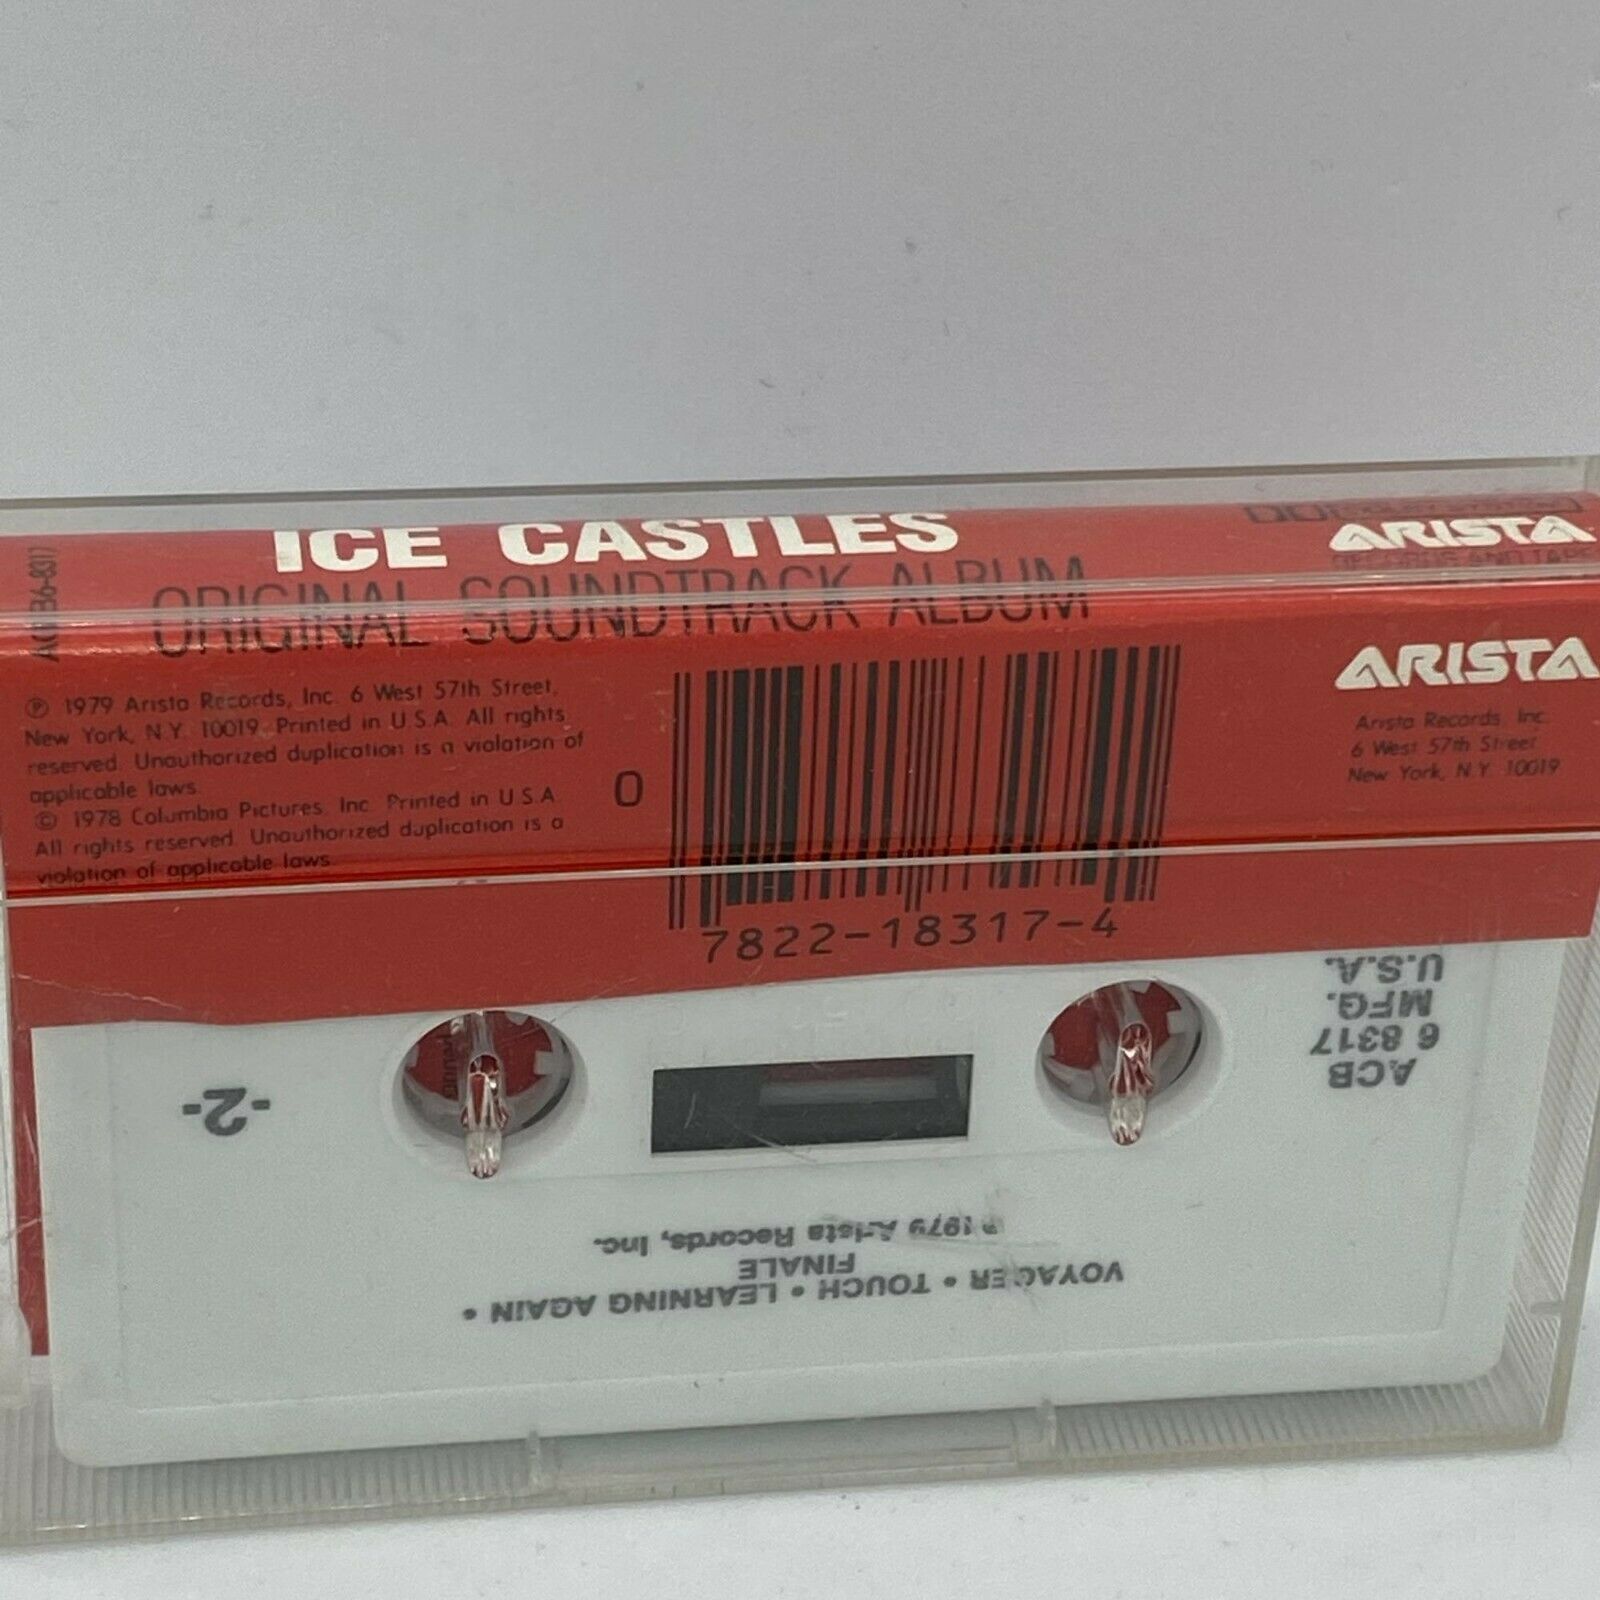 ICE CASTLES
ORIGINAL SOUNDTRACK ALBUM
ARISTA
ARISTA
Arista Records, Inc.
6 West 57th Street
New York, N.Y. 10019
℗ 1979 Arista Records, Inc. 6 West 57th Street,
New York, N.Y. 10019. Printed in U.S.A. All rights
reserved. Unauthorized duplication is a violation of
applicable laws.
© 1978 Columbia Pictures, Inc. Printed in U.S.A.
All rights reserved. Unauthorized duplication is a
violation of applicable laws.
0
7822-18317-4
ACB
6 8317
MFG.
U.S.A.
-2-
VOYAGER • TOUCH • LEARNING AGAIN •
FINALE
℗ 1979 Arista Records, Inc.